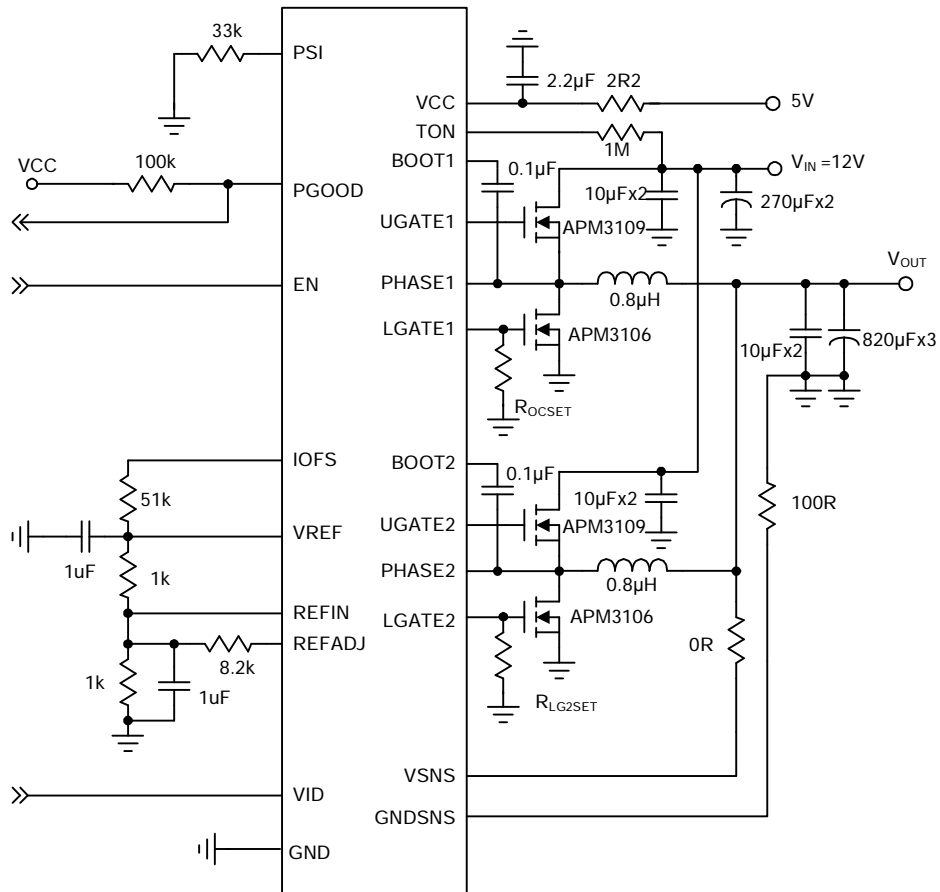 33k
PSI
2.2µF
2R2
VCC
5V
TON
1M
VCC
100k
PGOOD
BOOT1
0.1µF
VIN =12V
10µFx2
270µFx2
UGATE1
APM3109
EN
PHASE1
0.8µH
VOUT
LGATE1
APM3106
10µFx2
820µFx3
ROCSET
IOFS
BOOT2
0.1µF
51k
10µFx2
100R
VREF
UGATE2
APM3109
1uF
1k
PHASE2
0.8µH
REFIN
LGATE2
APM3106
REFADJ
8.2k
0R
1k
1uF
RLG2SET
VSNS
VID
GNDSNS
GND